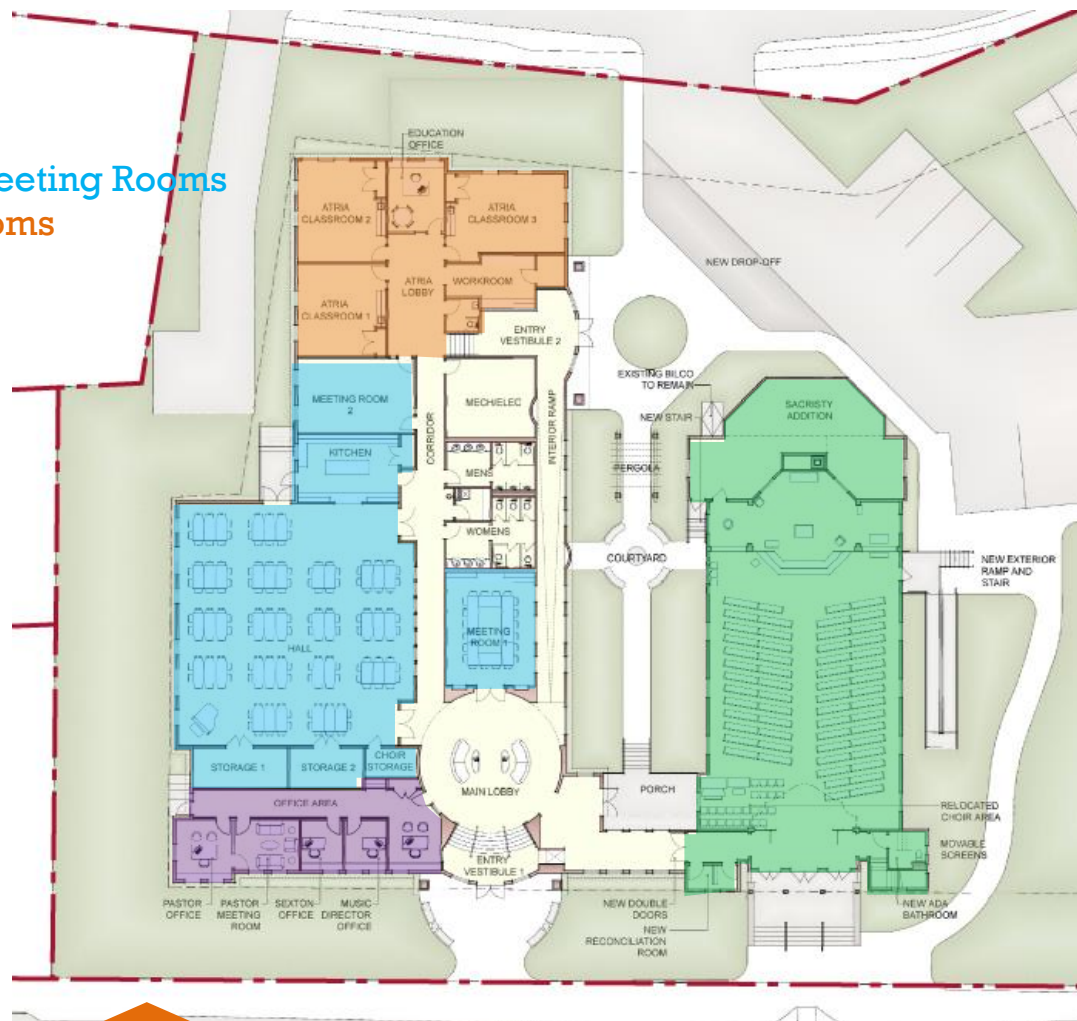 EDUCATION
OFFICE
eeting Rooms
oms
ATRIA
CLASSROOM 2
ATRIA
CLASSROOM 3
NEW DROP-OFF
ATRIA
LOBBY
WORKROOM
ATRIA
CLASSROOM 1
ENTRY
VESTIBULE 2
EXISTING BILCO
TO REMAIN
MEETING ROOM
2
MECH/ELEC
SACRISTY
ADDITION
NEW STAIR
CORRIDOR
INTERIOR RAMP
KITCHEN
MENS
PERGOLA
WOMENS
COURTYARD
NEW EXTERIOR
RAMP AND
STAIR
MEETING
ROOM 1
HALL
STORAGE 1
STORAGE 2
CHOIR
STORAGE
MAIN LOBBY
PORCH
OFFICE AREA
RELOCATED
CHOIR AREA
MOVABLE
SCREENS
ENTRY
VESTIBULE 1
PASTOR
OFFICE
PASTOR
MEETING
ROOM
SEXTON
OFFICE
MUSIC
DIRECTOR
OFFICE
NEW DOUBLE
DOORS
NEW
RECONCILIATION
ROOM
NEW ADA
BATHROOM